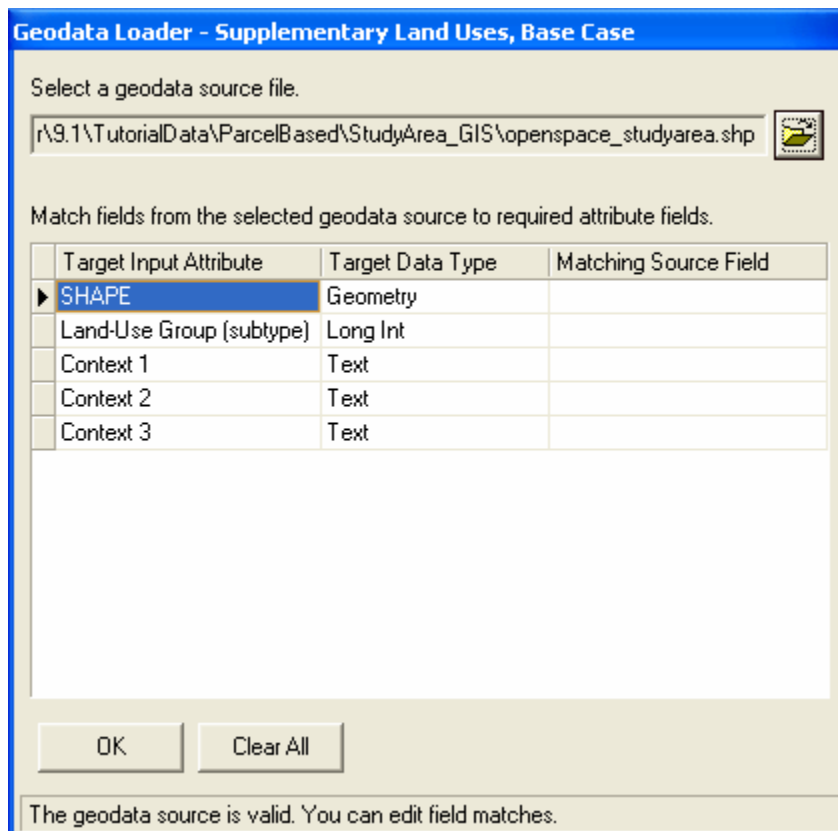 Geodata Loader - Supplementary Land Uses, Base Case
Select a geodata source file.
r\9.1\TutorialData\ParcelBased\StudyArea_GIS\openspace_studyarea.shp
Match fields from the selected geodata source to required attribute fields.
Target Input Attribute Target Data Type Matching Source Field
SHAPE Geometry
Land-Use Group (subtype) Long Int
Context 1 Text
Context 2 Text
Context 3 Text
OK Clear All
The geodata source is valid. You can edit field matches.